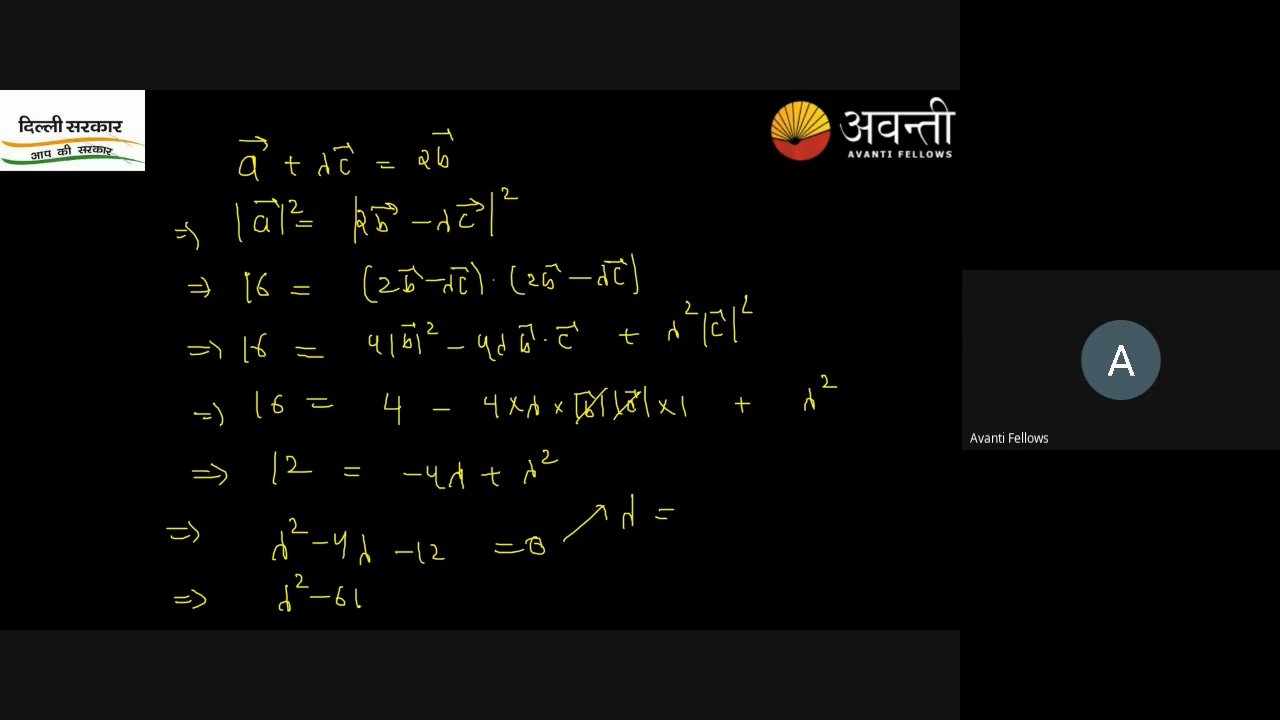 दिल्ली सरकार
आप की सरकार
अवन्ती
AVANTI FELLOWS
a⃗ + λc⃗ = 2b⃗
⇒ |a⃗|² = |2b⃗ - λc⃗|²
⇒ 16 = (2b⃗ - λc⃗) · (2b⃗ - λc⃗)
⇒ 16 = 4|b⃗|² - 4λ b⃗ · c⃗ + λ²|c⃗|²
⇒ 16 = 4 - 4×λ×|b⃗||c⃗|×1 + λ²
⇒ 12 = -4λ + λ²
⇒ λ² - 4λ - 12 = 0 ↗ λ =
⇒ λ² - 6λ
A
Avanti Fellows